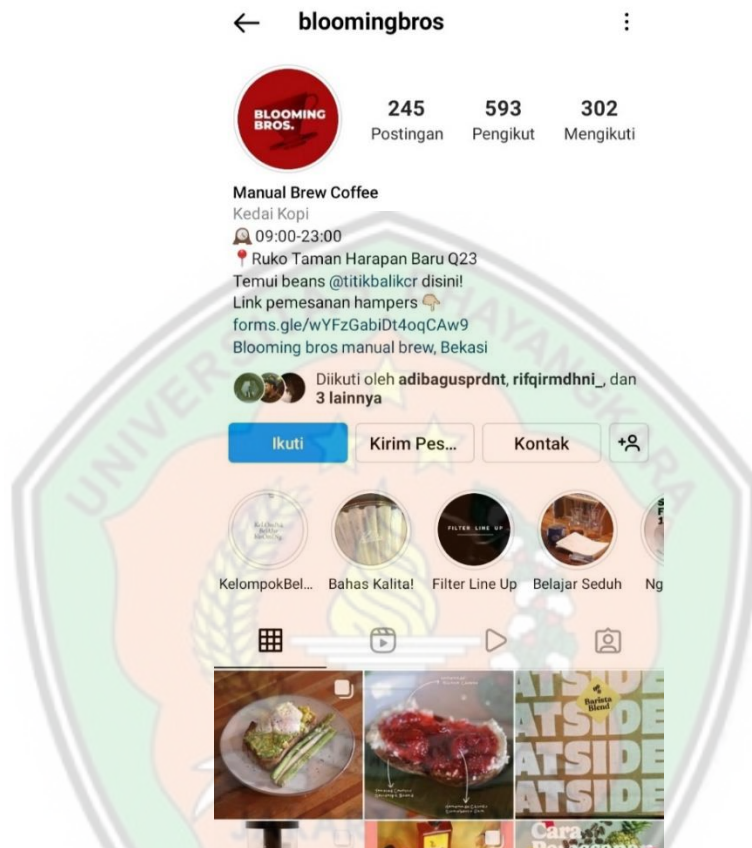 bloomingbros
BLOOMING
BROS.
245
Postingan
593
Pengikut
302
Mengikuti
Manual Brew Coffee
Kedai Kopi
09:00-23:00
Ruko Taman Harapan Baru Q23
Temui beans @titikbalikcr disini!
Link pemesanan hampers
forms.gle/wYFzGabiDt4oqCAw9
Blooming bros manual brew, Bekasi
Diikuti oleh adibagusprdnt, rifqirmdhni_, dan
3 lainnya
Ikuti
Kirim Pes...
Kontak
FILTER LINE UP
KelompokBel...
Bahas Kalita!
Filter Line Up
Belajar Seduh
Ng
Barista
Blend
ATSIDE
ATSIDE
ATSIDE
ATSIDE
Cara
UNIVERSITAS BHAYANGKARA